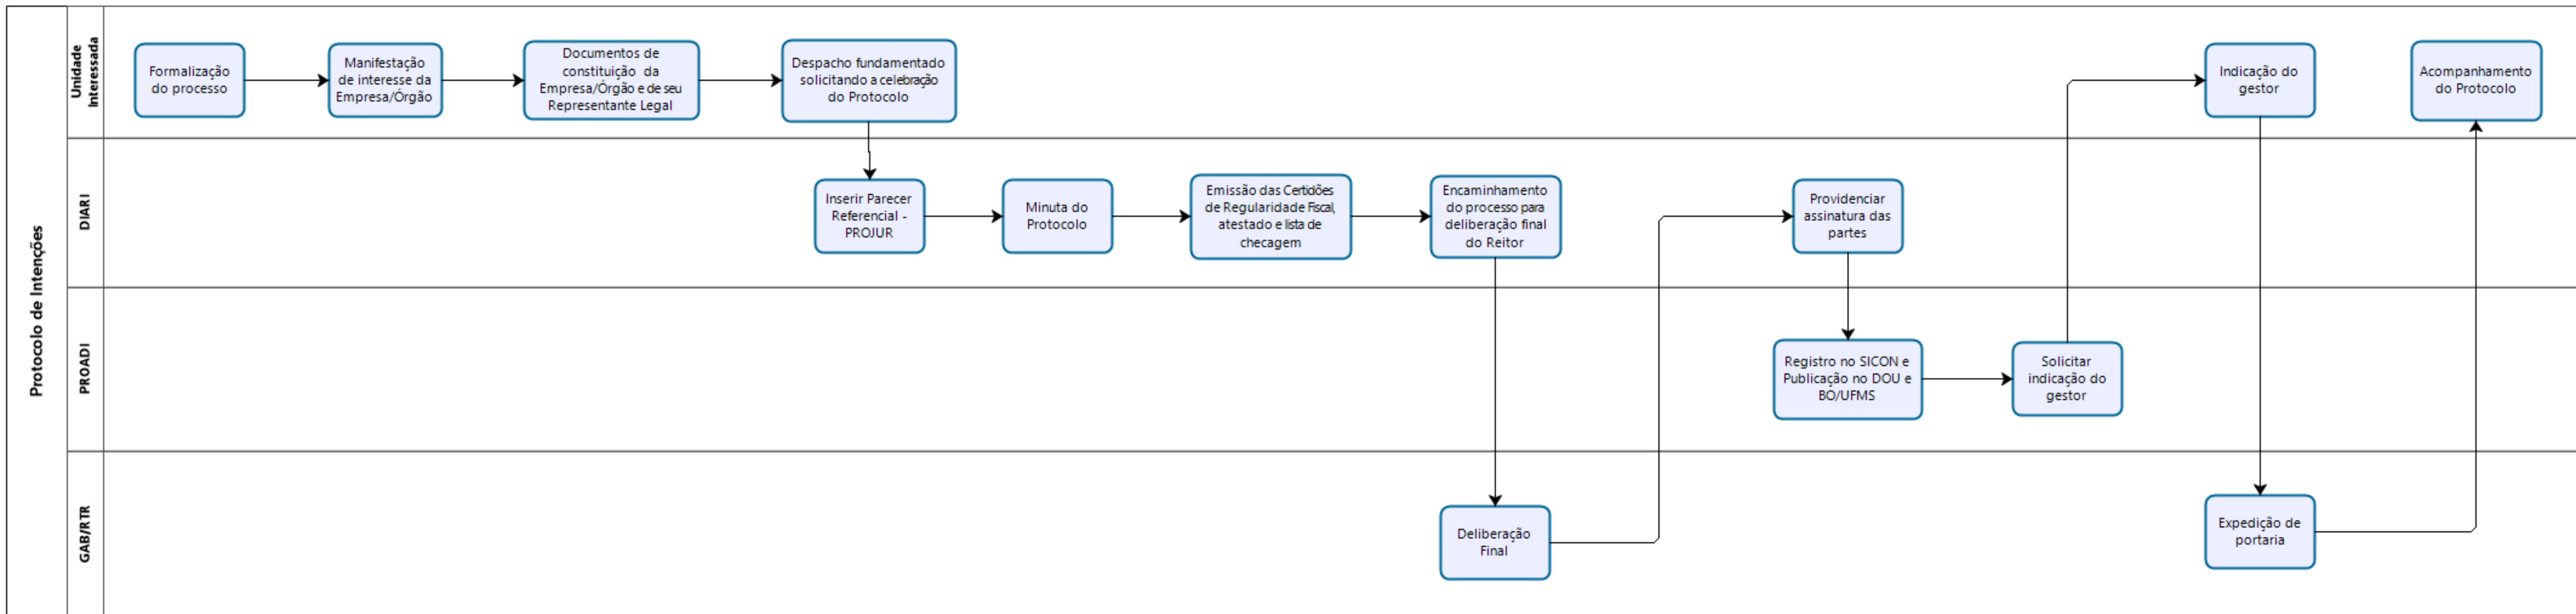 Protocolo de Intenções
Unidade
Interessada
Formalização
do processo
Manifestação
de interesse da
Empresa/Órgão
Documentos de
constituição da
Empresa/Órgão e de seu
Representante Legal
Despacho fundamentado
solicitando a celebração
do Protocolo
Indicação do
gestor
Acompanhamento
do Protocolo
DIARI
Inserir Parecer
Referencial -
PROJUR
Minuta do
Protocolo
Emissão das Certidões
de Regularidade Fiscal,
atestado e lista de
checagem
Encaminhamento
do processo para
deliberação final
do Reitor
Providenciar
assinatura das
partes
PROADI
Registro no SICON e
Publicação no DOU e
BO/UFMS
Solicitar
indicação do
gestor
GAB/RTR
Deliberação
Final
Expedição de
portaria